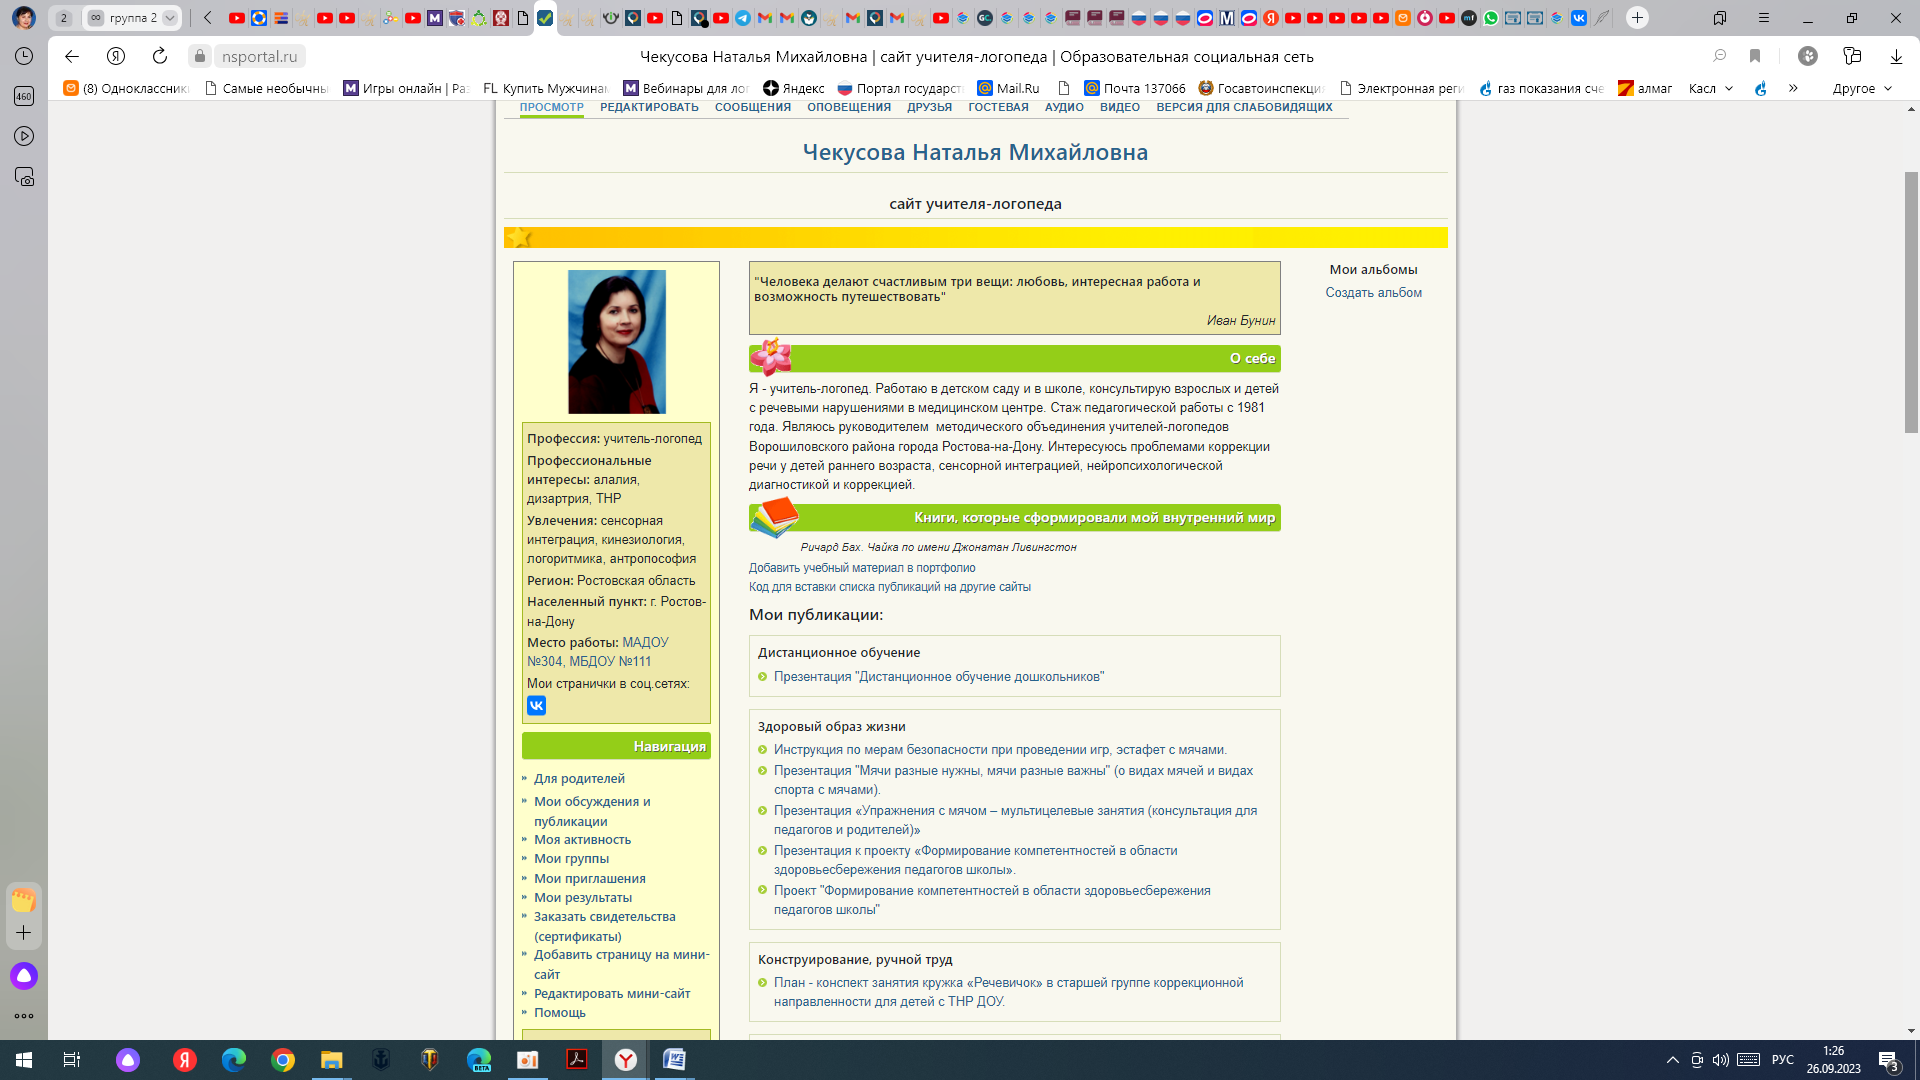 2
группа 2
nsportal.ru
Чекусова Наталья Михайловна | сайт учителя-логопеда | Образовательная социальная сеть
460
(8) Одноклассник
Самые необычны
Игры онлайн | Раз
FL Купить Мужчинам
Вебинары для лог
Яндекс
Портал государст
Mail.Ru
Почта 137066
Госавтоинспекци
Электронная реги
газ показания сче
алмаг
Касл
»
Другое
ПРОСМОТР РЕДАКТИРОВАТЬ СООБЩЕНИЯ ОПОВЕЩЕНИЯ ДРУЗЬЯ ГОСТЕВАЯ АУДИО ВИДЕО ВЕРСИЯ ДЛЯ СЛАБОВИДЯЩИХ
Чекусова Наталья Михайловна
сайт учителя-логопеда
Профессия: учитель-логопед
Профессиональные
интересы: алалия,
дизартрия, ТНР
Увлечения: сенсорная
интеграция, кинезиология,
логоритмика, антропософия
Регион: Ростовская область
Населенный пункт: г. Ростов-
на-Дону
Место работы: МАДОУ
№304, МБДОУ №111
Мои странички в соц.сетях:
Навигация
Для родителей
Мои обсуждения и
публикации
Моя активность
Мои группы
Мои приглашения
Мои результаты
Заказать свидетельства
(сертификаты)
Добавить страницу на мини-
сайт
Редактировать мини-сайт
Помощь
"Человека делают счастливым три вещи: любовь, интересная работа и
возможность путешествовать"
Иван Бунин
О себе
Я - учитель-логопед. Работаю в детском саду и в школе, консультирую взрослых и детей
с речевыми нарушениями в медицинском центре. Стаж педагогической работы с 1981
года. Являюсь руководителем  методического объединения учителей-логопедов
Ворошиловского района города Ростова-на-Дону. Интересуюсь проблемами коррекции
речи у детей раннего возраста, сенсорной интеграцией, нейропсихологической
диагностикой и коррекцией.
Книги, которые сформировали мой внутренний мир
Ричард Бах. Чайка по имени Джонатан Ливингстон
Добавить учебный материал в портфолио
Код для вставки списка публикаций на другие сайты
Мои публикации:
Дистанционное обучение
Презентация "Дистанционное обучение дошкольников"
Здоровый образ жизни
Инструкция по мерам безопасности при проведении игр, эстафет с мячами.
Презентация "Мячи разные нужны, мячи разные важны" (о видах мячей и видах
спорта с мячами).
Презентация «Упражнения с мячом – мультицелевые занятия (консультация для
педагогов и родителей)»
Презентация к проекту «Формирование компетентностей в области
здоровьесбережения педагогов школы».
Проект "Формирование компетентностей в области здоровьесбережения
педагогов школы"
Конструирование, ручной труд
План - конспект занятия кружка «Речевичок» в старшей группе коррекционной
направленности для детей с ТНР ДОУ.
Мои альбомы
Создать альбом
РУС
1:26
26.09.2023
3